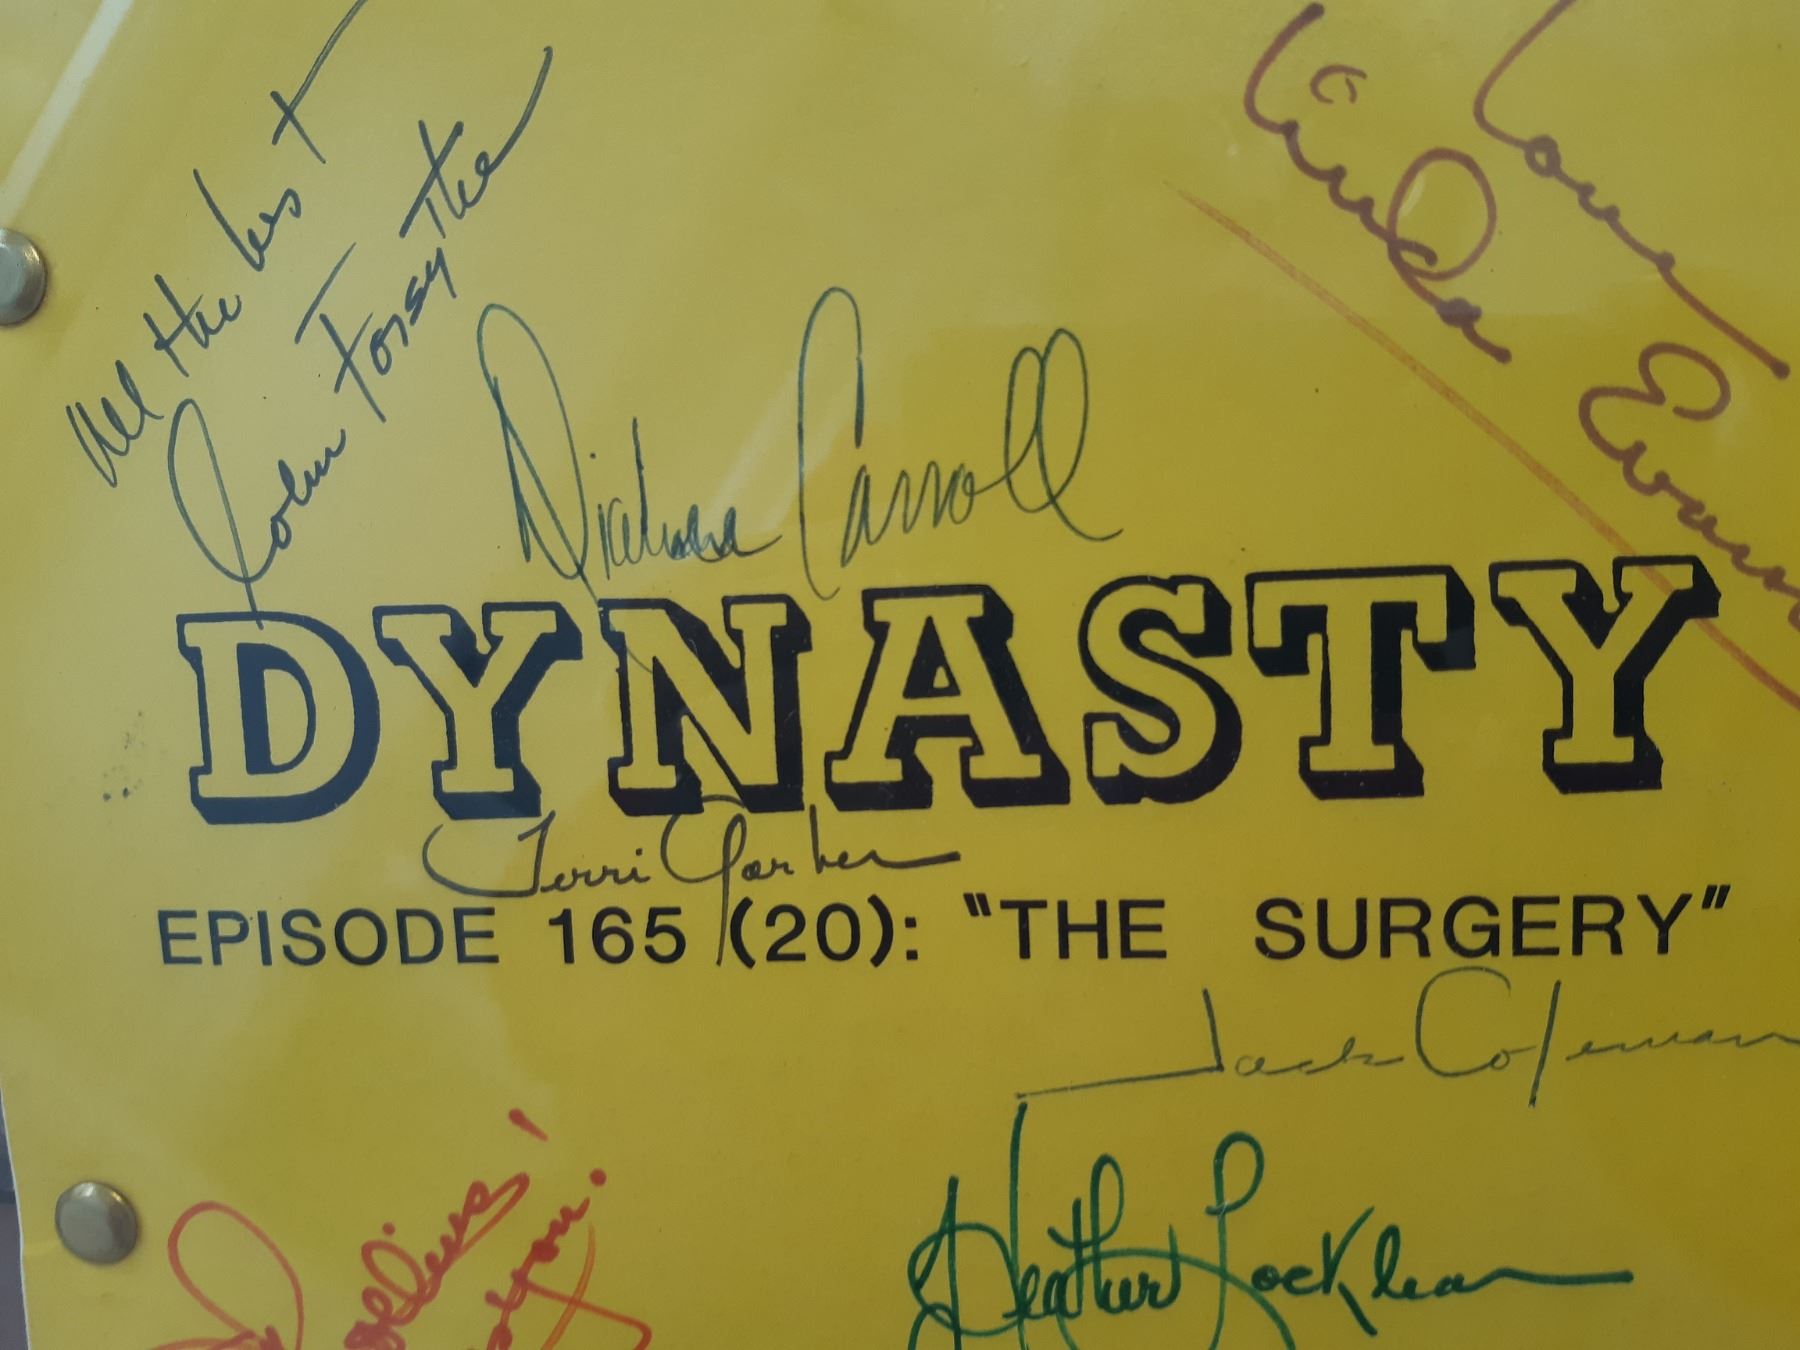 All the best
John Forsythe
Love
Linda Evans
Diahann Carroll
DYNASTY
Terri Garber
EPISODE 165 (20): "THE SURGERY"
Jack Coleman
Heather Locklear